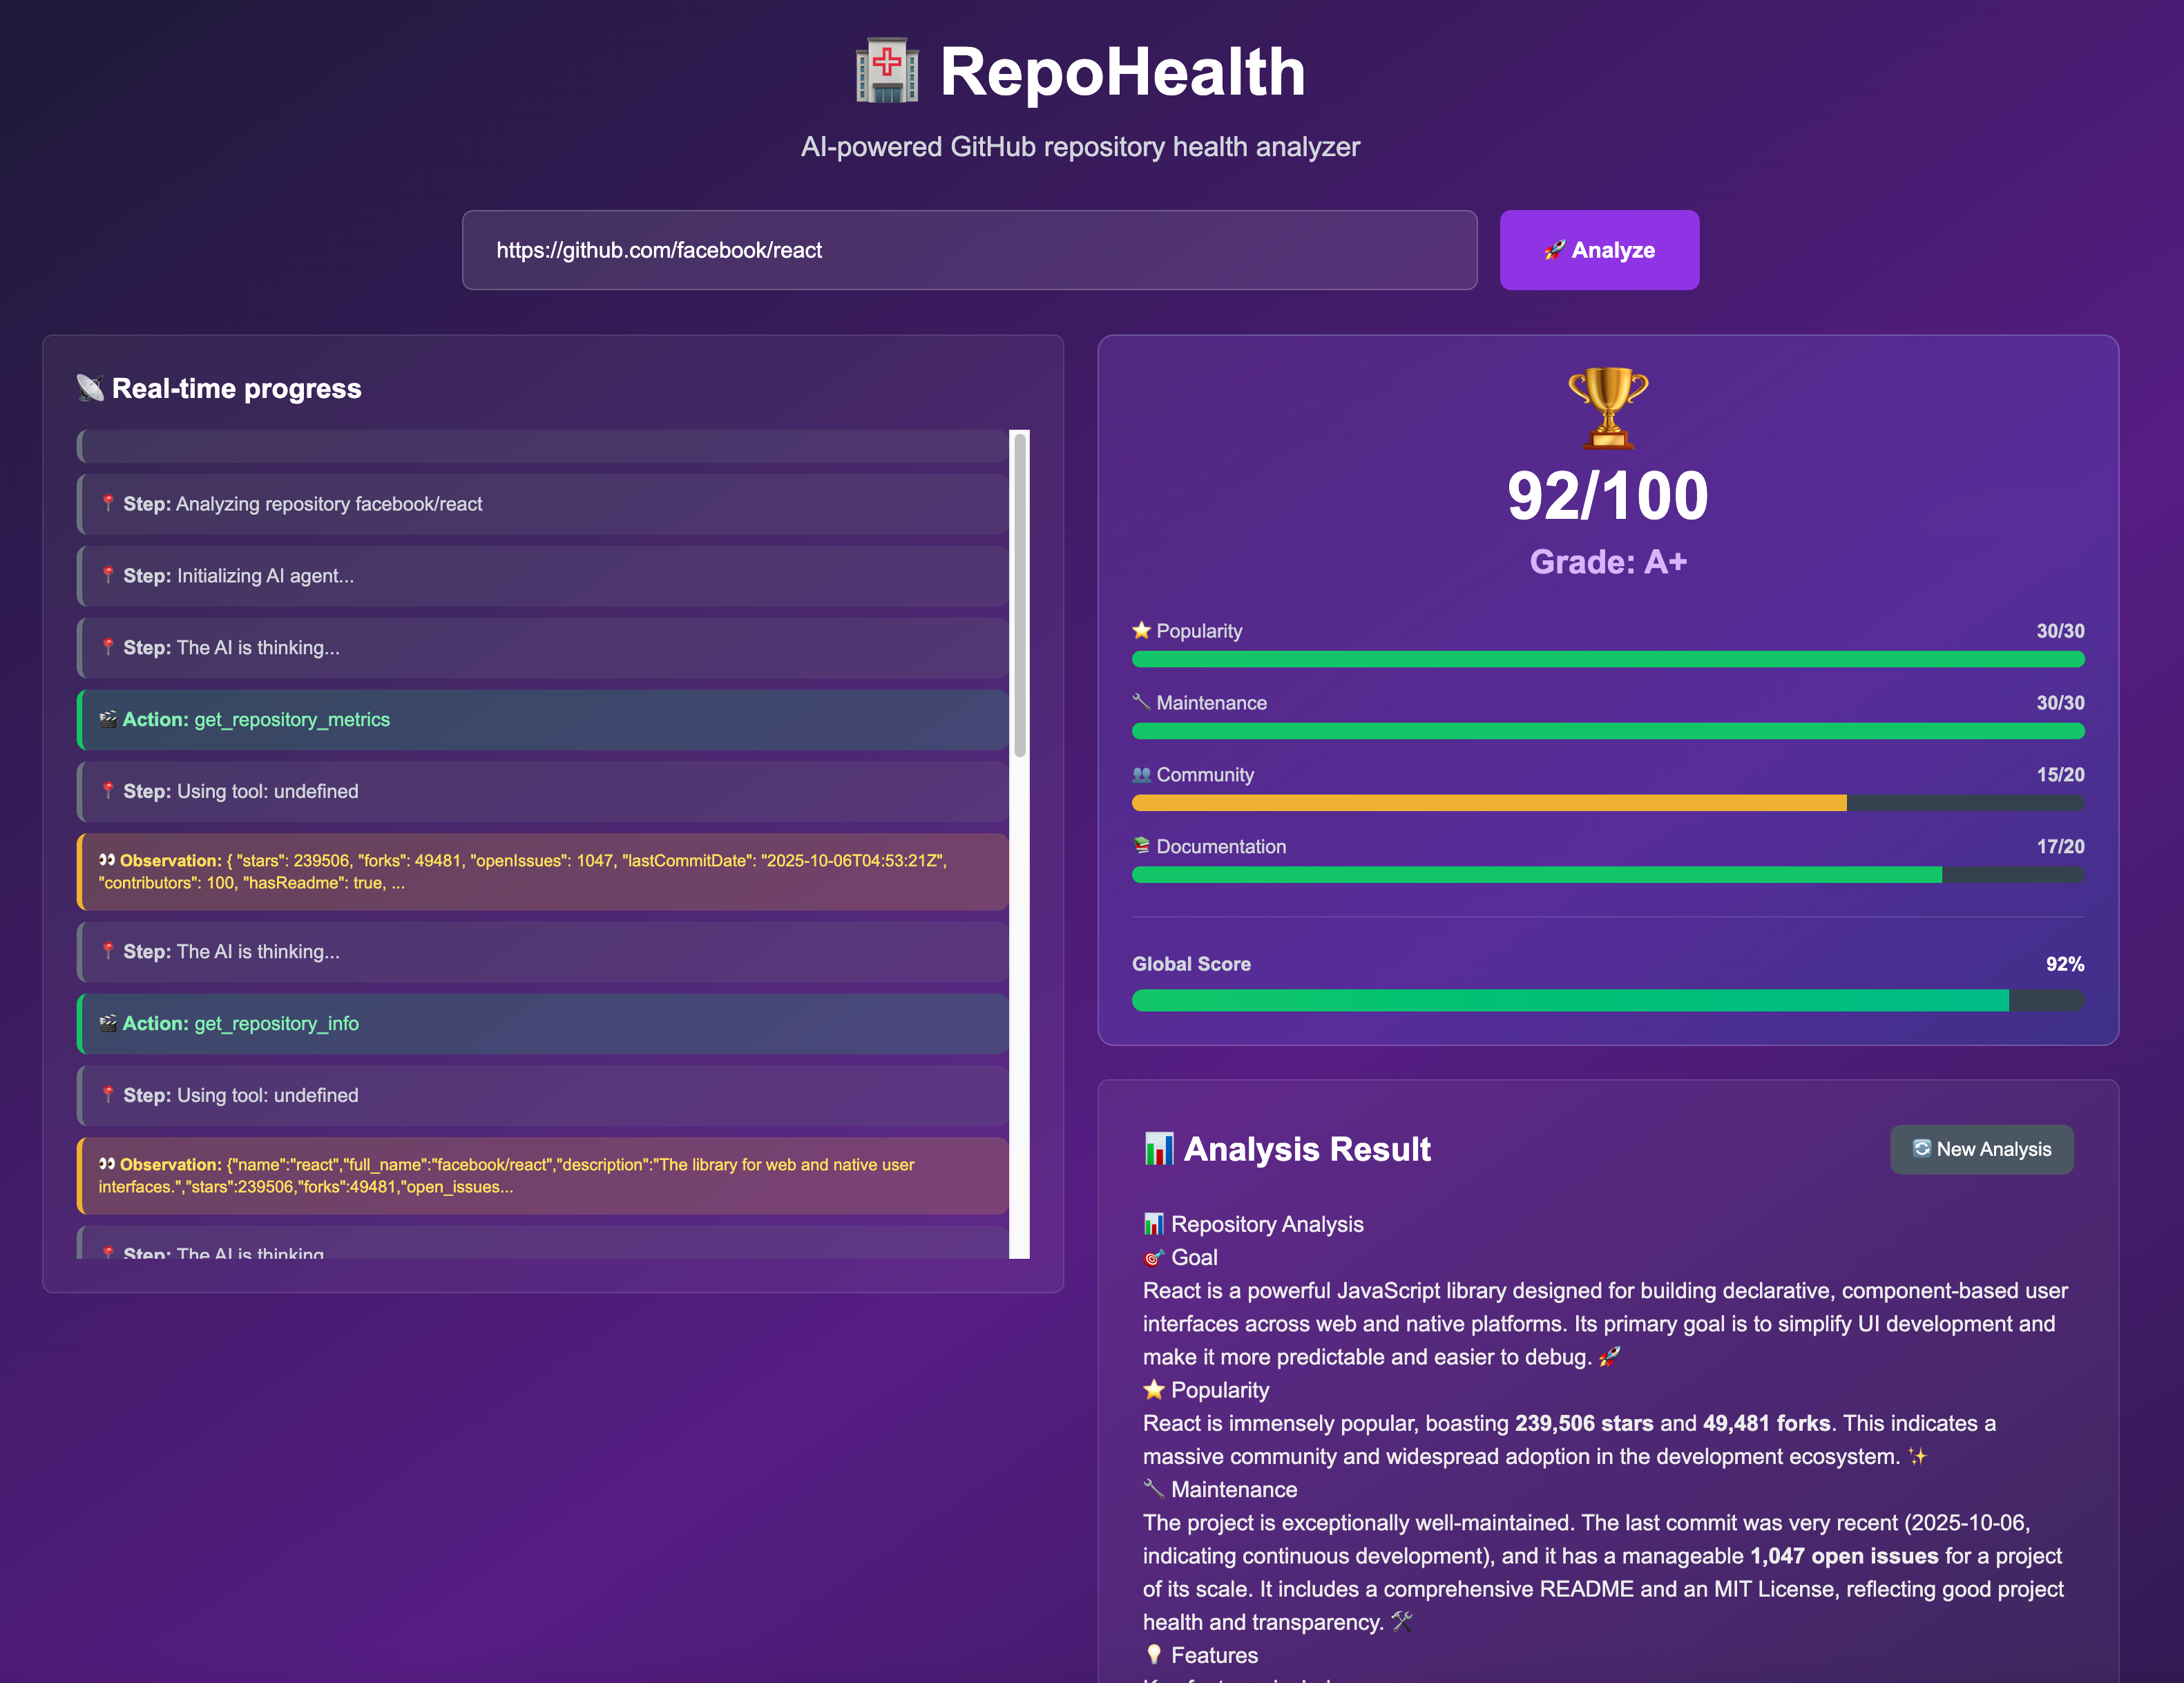 🏥 RepoHealth
AI-powered GitHub repository health analyzer
https://github.com/facebook/react
🚀 Analyze
📡 Real-time progress
📍 Step: Analyzing repository facebook/react
📍 Step: Initializing AI agent...
📍 Step: The AI is thinking...
🎬 Action: get_repository_metrics
📍 Step: Using tool: undefined
👀 Observation: { "stars": 239506, "forks": 49481, "openIssues": 1047, "lastCommitDate": "2025-10-06T04:53:21Z",
"contributors": 100, "hasReadme": true, ...
📍 Step: The AI is thinking...
🎬 Action: get_repository_info
📍 Step: Using tool: undefined
👀 Observation: {"name":"react","full_name":"facebook/react","description":"The library for web and native user
interfaces.","stars":239506,"forks":49481,"open_issues...
📍 Step: The AI is thinking
🏆
92/100
Grade: A+
⭐ Popularity 30/30
🔧 Maintenance 30/30
👥 Community 15/20
📚 Documentation 17/20
Global Score 92%
📊 Analysis Result
🔄 New Analysis
📊 Repository Analysis
🎯 Goal
React is a powerful JavaScript library designed for building declarative, component-based user
interfaces across web and native platforms. Its primary goal is to simplify UI development and
make it more predictable and easier to debug. 🚀
⭐ Popularity
React is immensely popular, boasting 239,506 stars and 49,481 forks. This indicates a
massive community and widespread adoption in the development ecosystem. ✨
🔧 Maintenance
The project is exceptionally well-maintained. The last commit was very recent (2025-10-06,
indicating continuous development), and it has a manageable 1,047 open issues for a project
of its scale. It includes a comprehensive README and an MIT License, reflecting good project
health and transparency. 🛠️
💡 Features